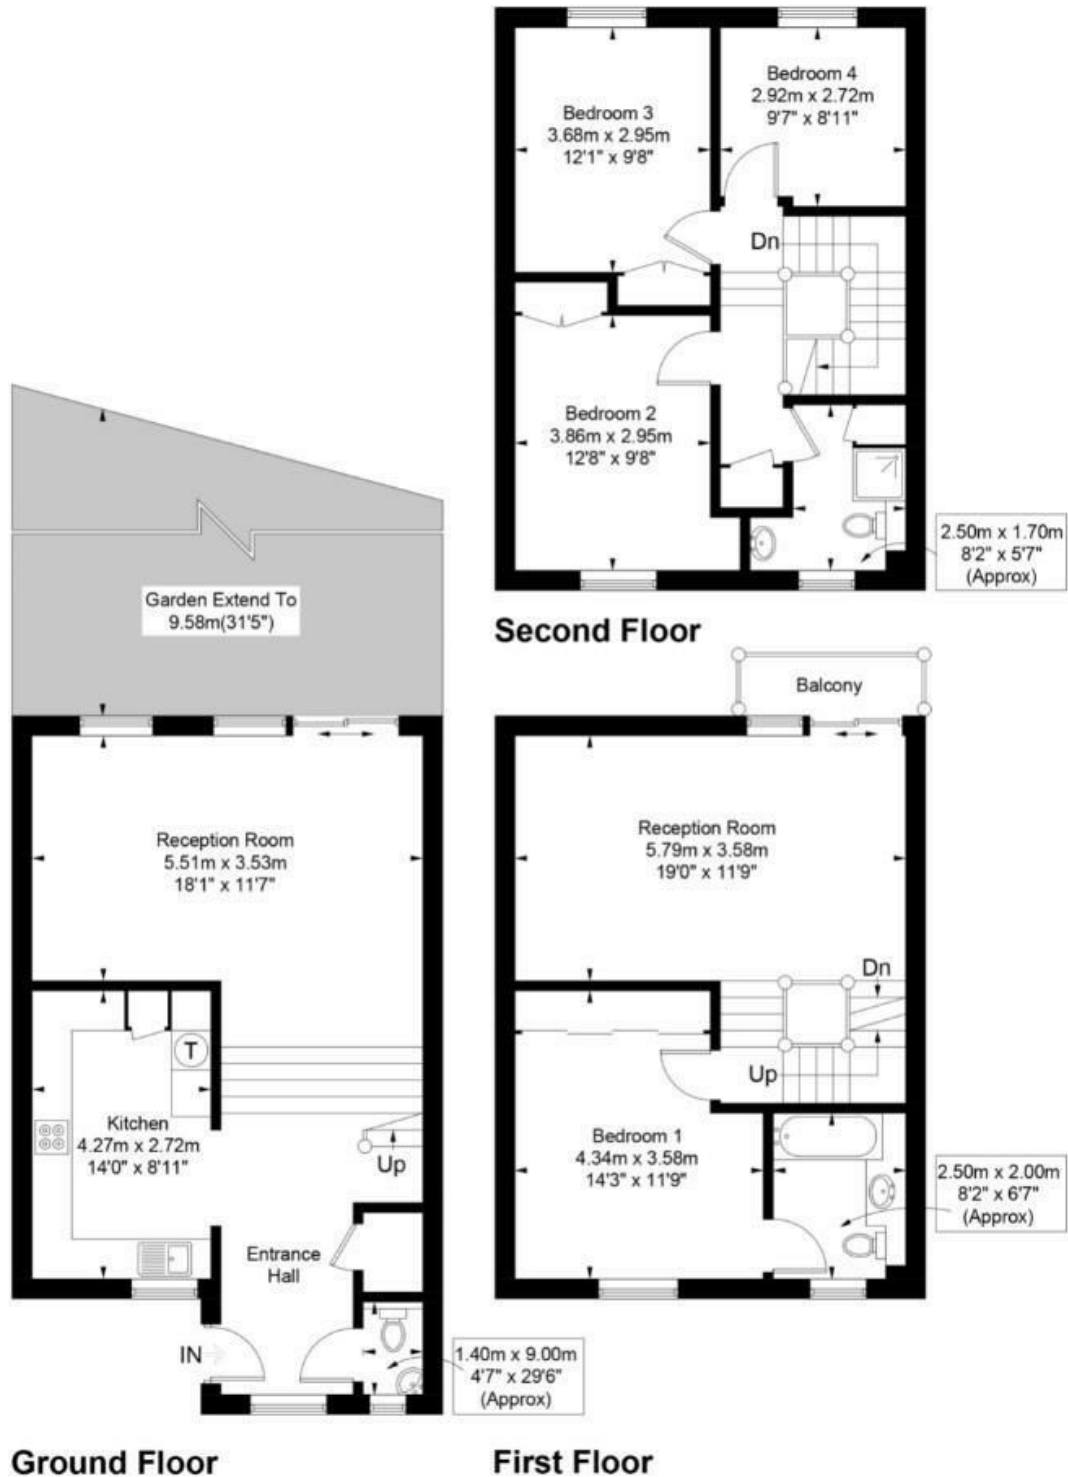 Bedroom 3
3.68m x 2.95m
12'1" x 9'8"
Bedroom 4
2.92m x 2.72m
9'7" x 8'11"
Dn
Bedroom 2
3.86m x 2.95m
12'8" x 9'8"
2.50m x 1.70m
8'2" x 5'7"
(Approx)
Second Floor
Garden Extend To
9.58m(31'5")
Reception Room
5.51m x 3.53m
18'1" x 11'7"
T
Kitchen
4.27m x 2.72m
14'0" x 8'11"
Up
Entrance
Hall
IN
1.40m x 9.00m
4'7" x 29'6"
(Approx)
Ground Floor
Balcony
Reception Room
5.79m x 3.58m
19'0" x 11'9"
Dn
Up
Bedroom 1
4.34m x 3.58m
14'3" x 11'9"
2.50m x 2.00m
8'2" x 6'7"
(Approx)
First Floor